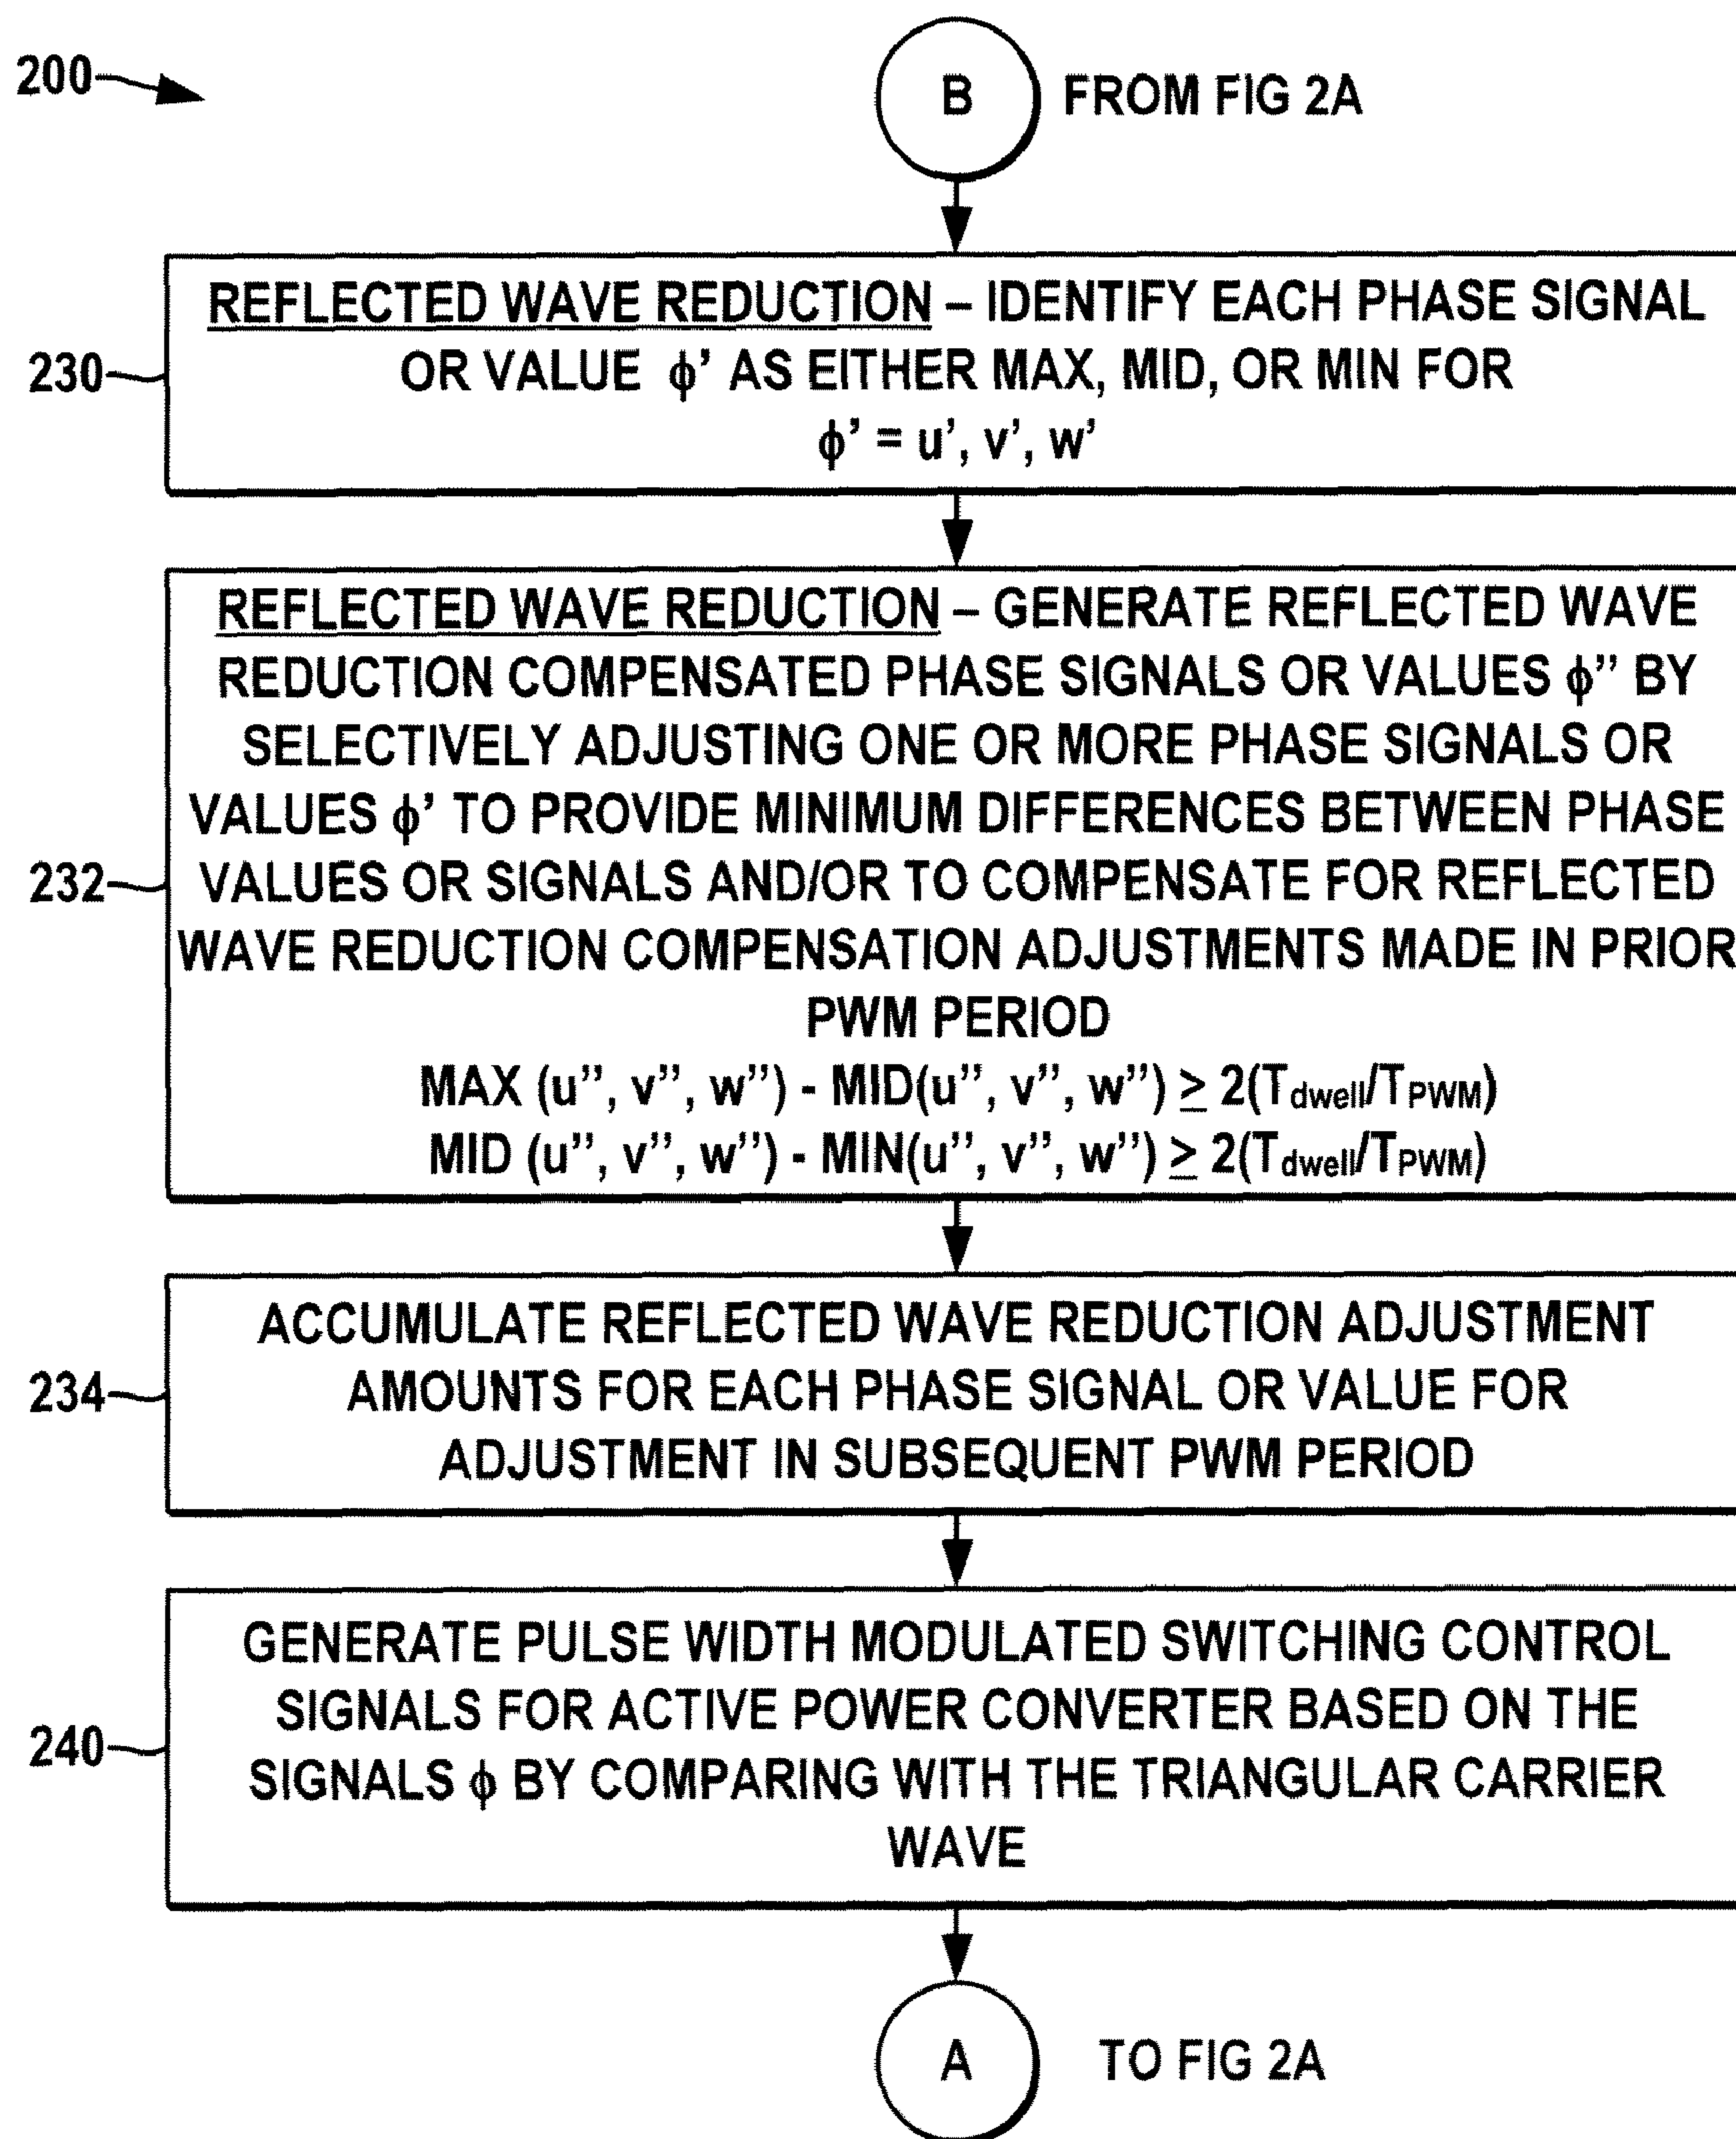 200
B FROM FIG 2A
REFLECTED WAVE REDUCTION – IDENTIFY EACH PHASE SIGNAL
OR VALUE ϕ’ AS EITHER MAX, MID, OR MIN FOR
230
ϕ’ = u’, v’, w’
REFLECTED WAVE REDUCTION – GENERATE REFLECTED WAVE
REDUCTION COMPENSATED PHASE SIGNALS OR VALUES ϕ’’ BY
SELECTIVELY ADJUSTING ONE OR MORE PHASE SIGNALS OR
VALUES ϕ’ TO PROVIDE MINIMUM DIFFERENCES BETWEEN PHASE
232
VALUES OR SIGNALS AND/OR TO COMPENSATE FOR REFLECTED
WAVE REDUCTION COMPENSATION ADJUSTMENTS MADE IN PRIOR
PWM PERIOD
MAX (u’’, v’’, w’’) - MID(u’’, v’’, w’’) ≥ 2(Tdwell/TPWM)
MID (u’’, v’’, w’’) - MIN(u’’, v’’, w’’) ≥ 2(Tdwell/TPWM)
ACCUMULATE REFLECTED WAVE REDUCTION ADJUSTMENT
234
AMOUNTS FOR EACH PHASE SIGNAL OR VALUE FOR
ADJUSTMENT IN SUBSEQUENT PWM PERIOD
GENERATE PULSE WIDTH MODULATED SWITCHING CONTROL
SIGNALS FOR ACTIVE POWER CONVERTER BASED ON THE
240
SIGNALS ϕ BY COMPARING WITH THE TRIANGULAR CARRIER
WAVE
A TO FIG 2A